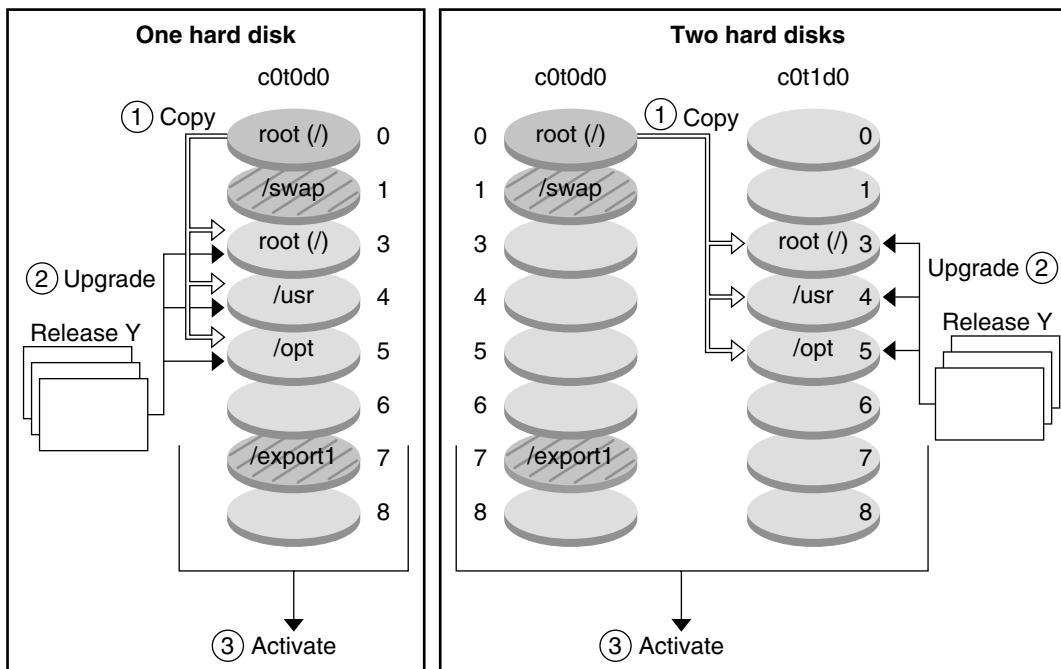 One hard disk
c0t0d0
① Copy
root (/) 0
/swap 1
root (/) 3
② Upgrade
/usr 4
Release Y
/opt 5
6
/export1 7
8
③ Activate
Two hard disks
c0t0d0 c0t1d0
① Copy
0 root (/) 0
1 /swap 1
3 root (/) 3
Upgrade ②
4 /usr 4
Release Y
5 /opt 5
6 6
7 /export1 7
8 8
③ Activate